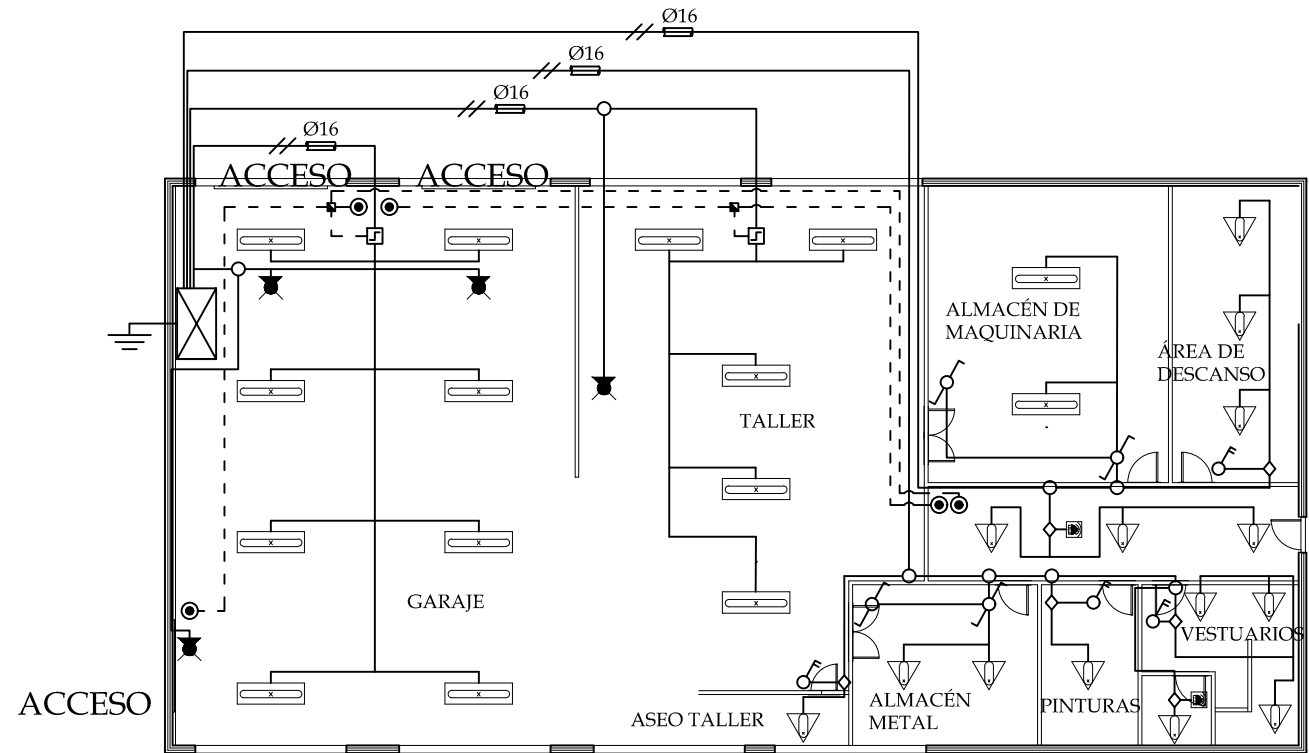 Ø16
Ø16
Ø16
Ø16
ACCESO
ACCESO
ALMACÉN DE
MAQUINARIA
ÁREA DE
DESCANSO
TALLER
GARAJE
VESTUARIOS
ACCESO
ASEO TALLER
ALMACÉN
METAL
PINTURAS